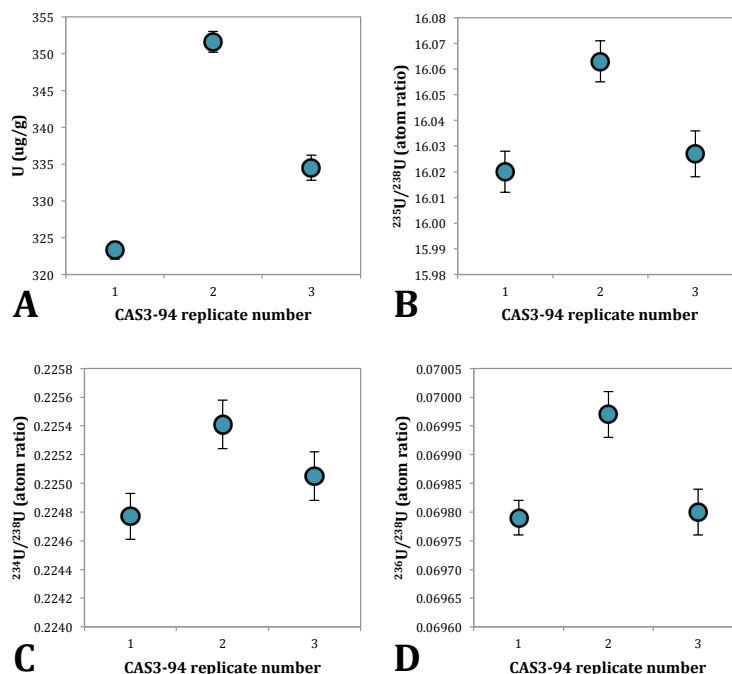 355
350
345
340
335
330
325
320
U (ug/g)
1 2 3
CAS3-94 replicate number
A
16.08
16.07
16.06
16.05
16.04
16.03
16.02
16.01
16.00
15.99
15.98
²³⁵U/²³⁸U (atom ratio)
1 2 3
CAS3-94 replicate number
B
0.2258
0.2256
0.2254
0.2252
0.2250
0.2248
0.2246
0.2244
0.2242
0.2240
²³⁴U/²³⁸U (atom ratio)
1 2 3
CAS3-94 replicate number
C
0.07005
0.07000
0.06995
0.06990
0.06985
0.06980
0.06975
0.06970
0.06965
0.06960
²³⁶U/²³⁸U (atom ratio)
1 2 3
CAS3-94 replicate number
D